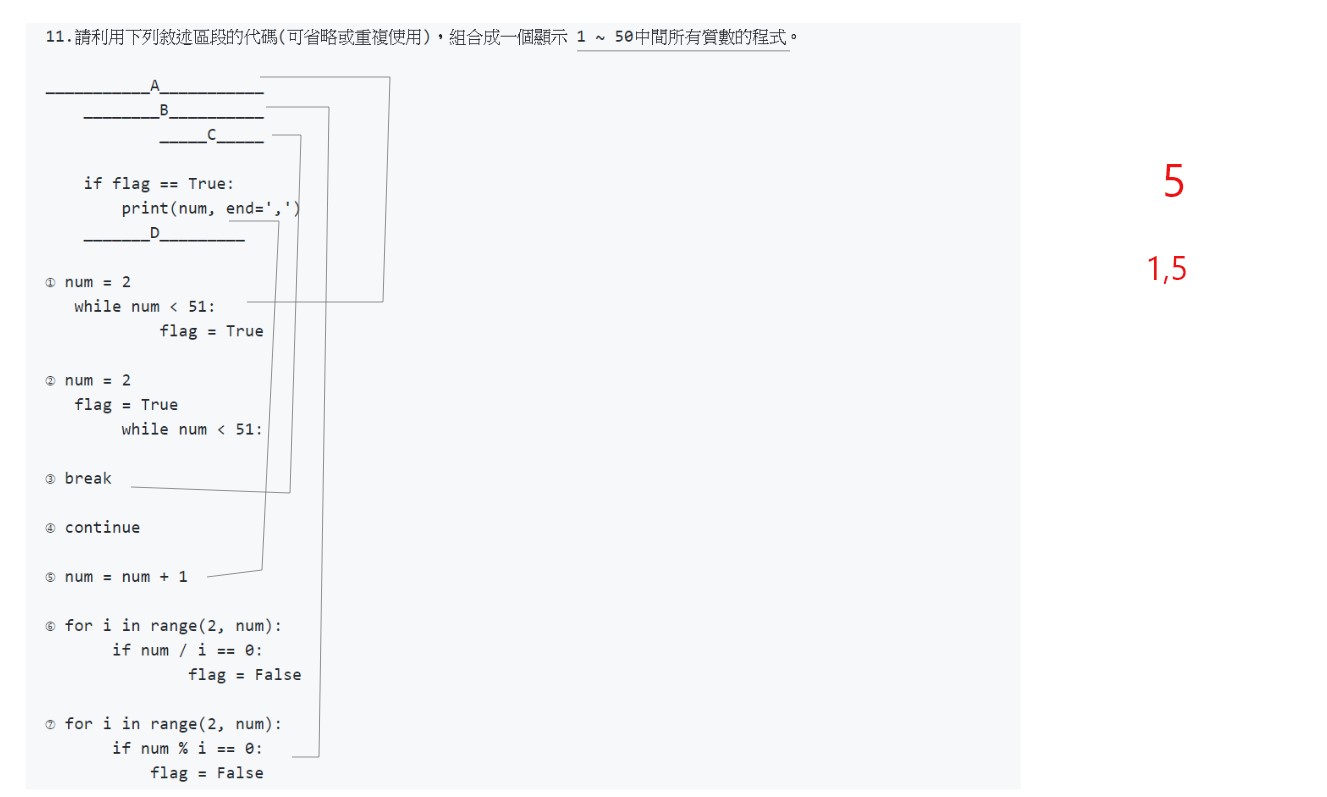 11.請利用下列敘述區段的代碼(可省略或重複使用)，組合成一個顯示 1 ~ 50中間所有質數的程式。
___________A___________
________B__________
_____C_____
if flag == True:
print(num, end=',')
_______D_________
① num = 2
while num < 51:
flag = True
② num = 2
flag = True
while num < 51:
③ break
④ continue
⑤ num = num + 1
⑥ for i in range(2, num):
if num / i == 0:
flag = False
⑦ for i in range(2, num):
if num % i == 0:
flag = False
5
1,5